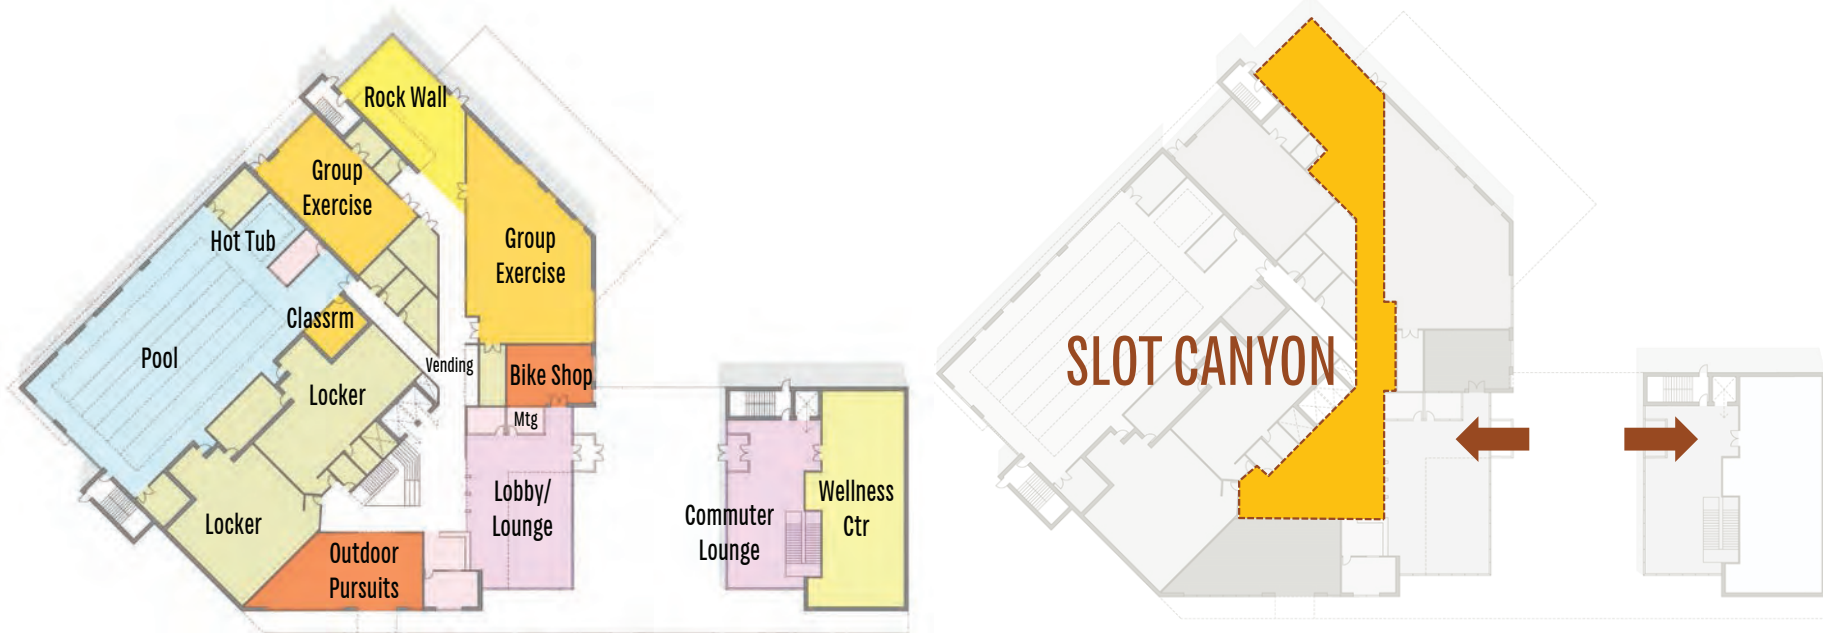 Rock Wall
Group
Exercise
Hot Tub
Group
Exercise
Classrm
Pool
Vending
Bike Shop
Locker
Mtg
Lobby/
Lounge
Locker
Outdoor
Pursuits
Commuter
Lounge
Wellness
Ctr
SLOT CANYON